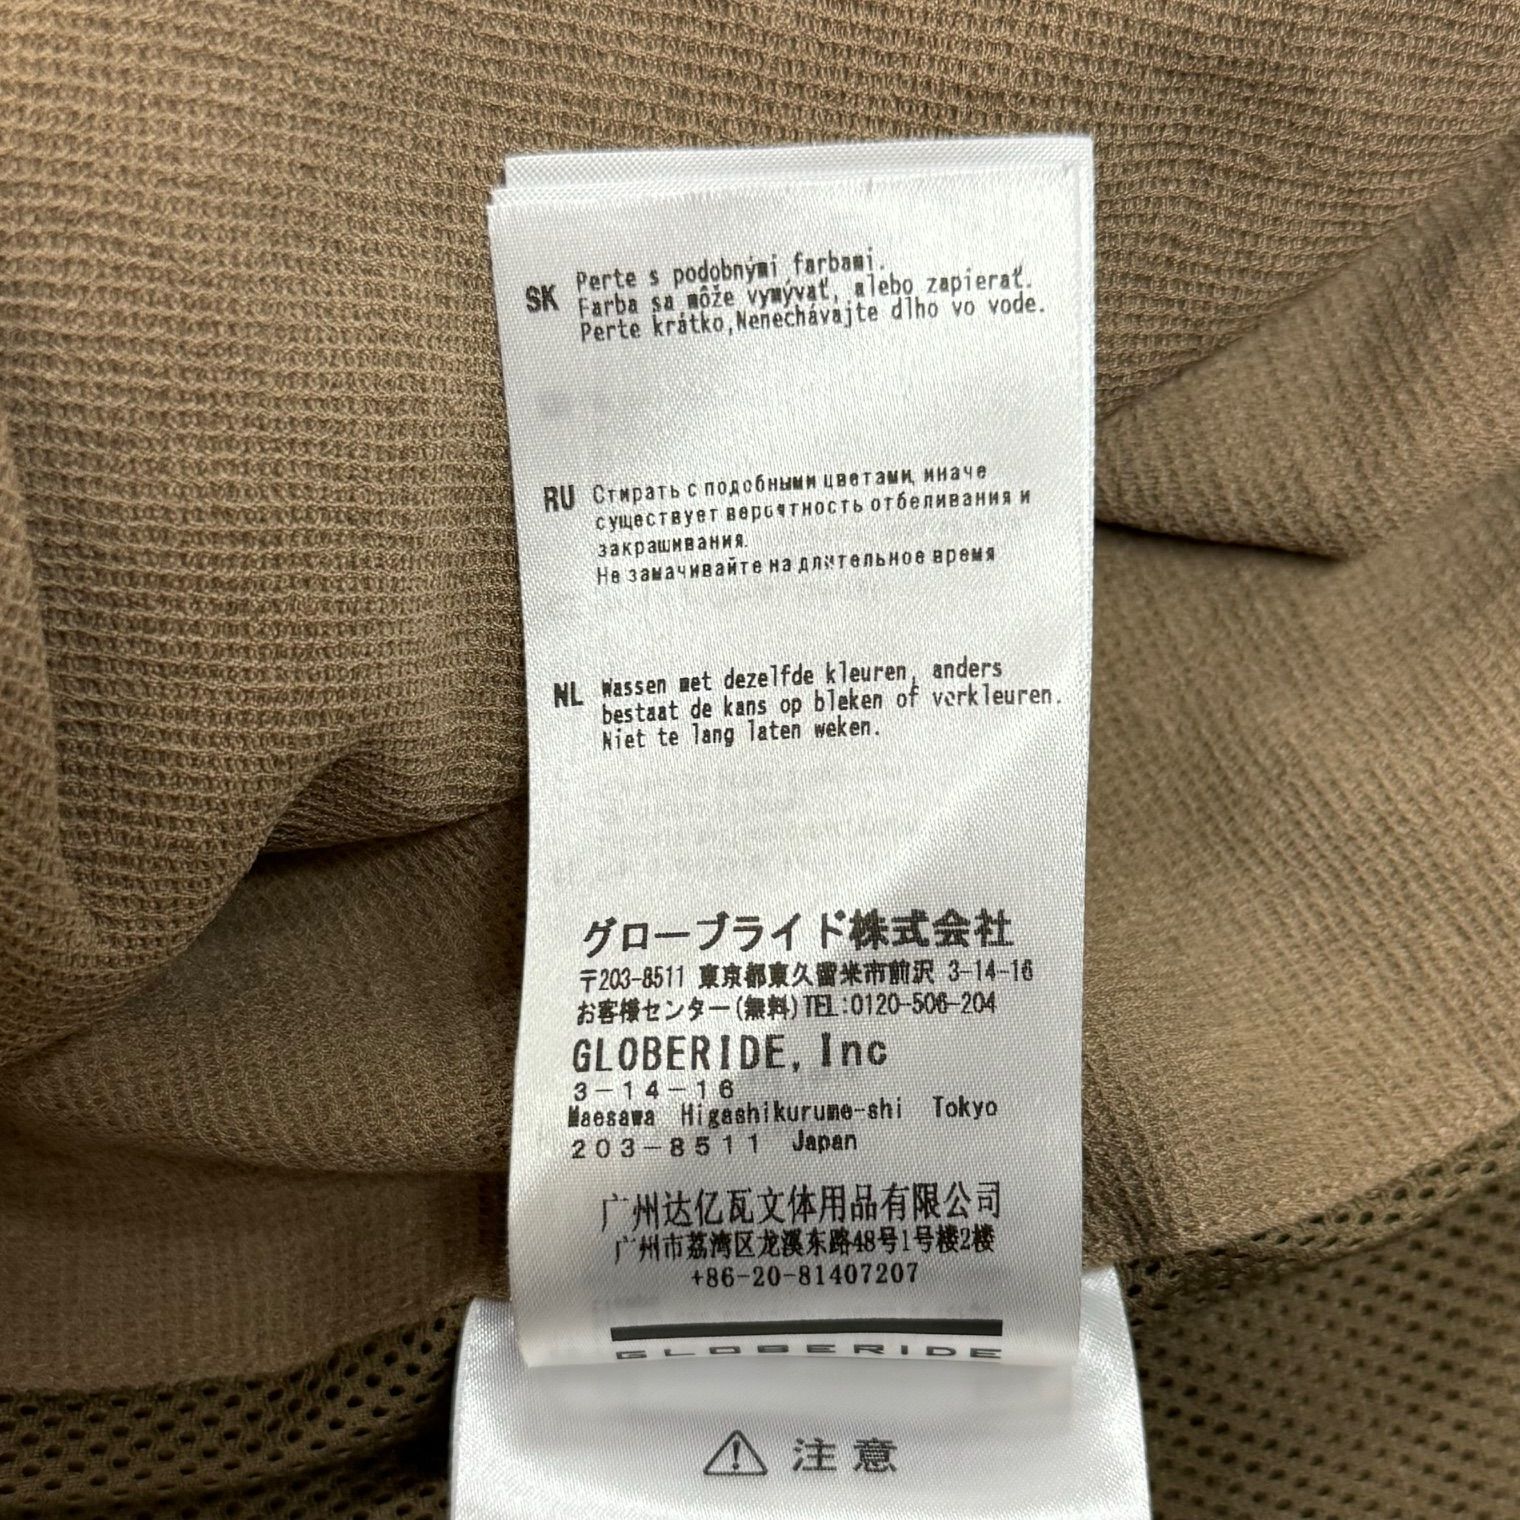 SK Perte s podobnými farbami.
Farba sa môže vymývať, alebo zapierať.
Perte krátko,Nenechávajte dlho vo vode.
RU Стирать с подобными цветами, иначе
существует вероятность отбеливания и
закрашивания.
Не замачивайте на длительное время
NL Wassen met dezelfde kleuren, anders
bestaat de kans op bleken of verkleuren.
Niet te lang laten weken.
グローブライド株式会社
〒203-8511 東京都東久留米市前沢 3-14-16
お客様センター(無料)TEL:0120-506-204
GLOBERIDE, Inc
3-14-16
Maesawa Higashikurume-shi Tokyo
203-8511 Japan
广州达亿瓦文体用品有限公司
广州市荔湾区龙溪东路48号1号楼2楼
+86-20-81407207
GLOBERIDE
注意